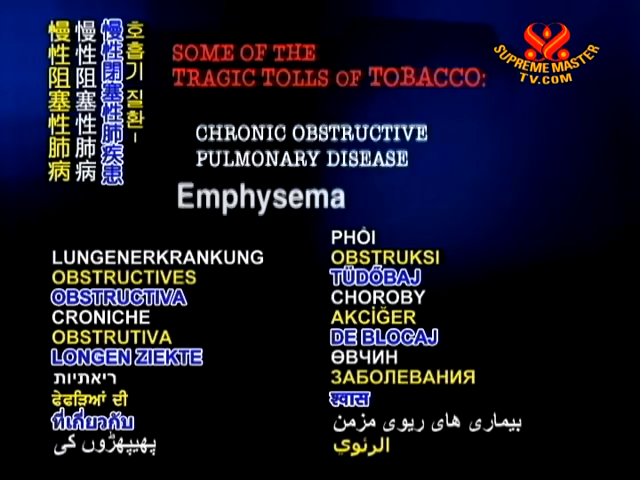 호흡기 질환-
慢性閉塞性肺疾患
慢性阻塞性肺病
慢性阻塞性肺病
SOME OF THE
TRAGIC TOLLS OF TOBACCO:
SUPREME MASTER
TV.COM
CHRONIC OBSTRUCTIVE
PULMONARY DISEASE
Emphysema
LUNGENERKRANKUNG
OBSTRUCTIVES
OBSTRUCTIVA
CRONICHE
OBSTRUTIVA
LONGEN ZIEKTE
ריאתיות
ਫੇਫੜਿਆਂ ਦੀ
ที่เกี่ยวกับ
پھیپھڑوں کی
PHỔI
OBSTRUKSI
TÜDŐBAJ
CHOROBY
AKCİĞER
DE BLOCAJ
ӨВЧИН
ЗАБОЛЕВАНИЯ
श्वास
بیماری های ریوی مزمن
الرئوي